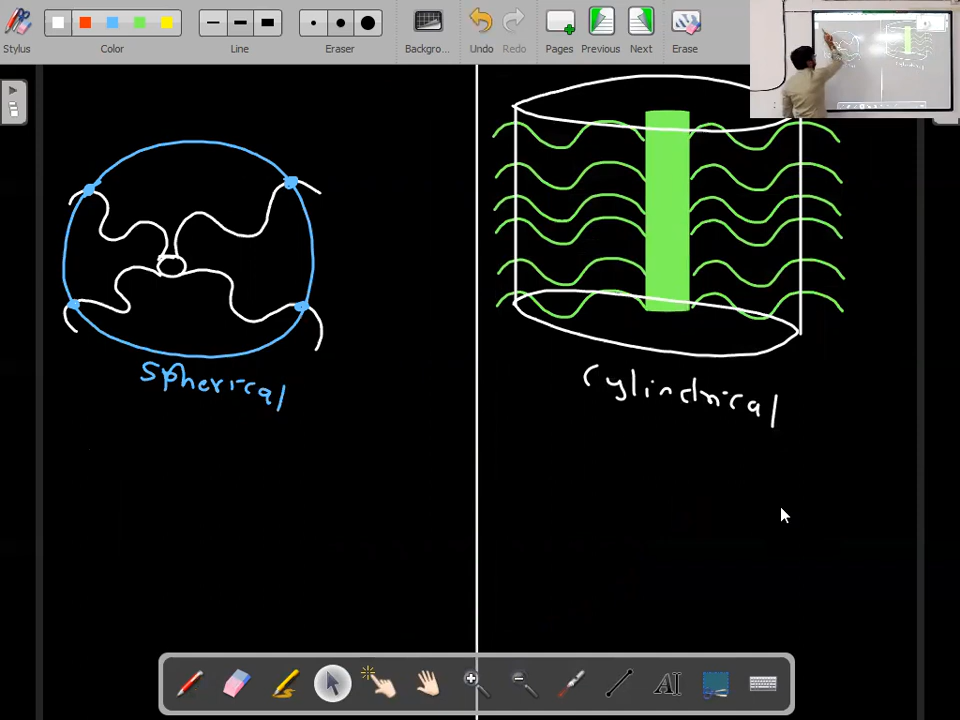 Stylus
Color
Line
Eraser
Backgro...
Undo
Redo
Pages
Previous
Next
Erase
Spherical
Cylindrical